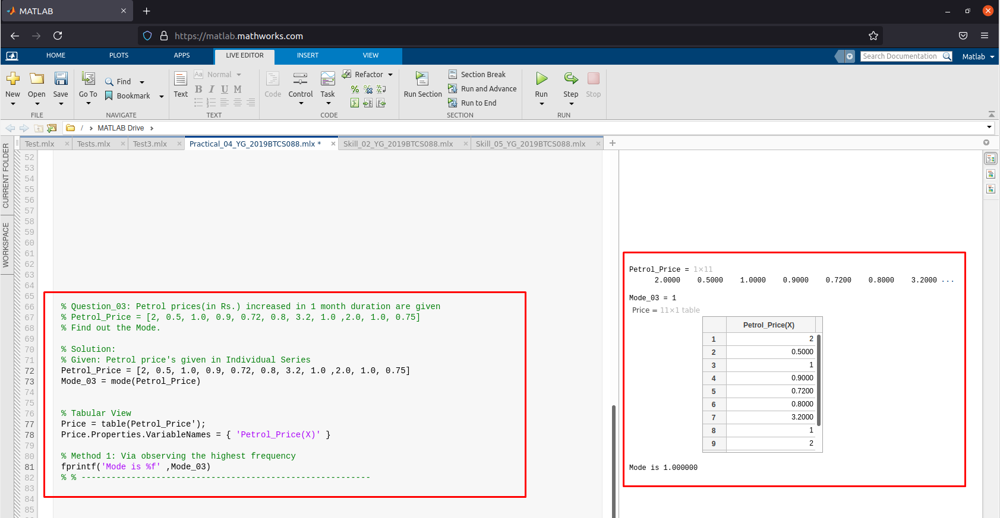 MATLAB
https://matlab.mathworks.com
HOME PLOTS APPS LIVE EDITOR INSERT VIEW
Search Documentation
Matlab
New
Open
Save
FILE
Go To
Find
Bookmark
NAVIGATE
Text
Aa Normal
B I U M
TEXT
Code
Control
Task
Refactor
CODE
Run Section
Section Break
Run and Advance
Run to End
SECTION
Run
Step
Stop
RUN
/ › MATLAB Drive ›
CURRENT FOLDER
WORKSPACE
Test.mlx
Tests.mlx
Test3.mlx
Practical_04_YG_2019BTCS088.mlx *
Skill_02_YG_2019BTCS088.mlx
Skill_05_YG_2019BTCS088.mlx
52
53
54
55
56
57
58
59
60
61
62
63
64
65
66 % Question_03: Petrol prices(in Rs.) increased in 1 month duration are given
67 % Petrol_Price = [2, 0.5, 1.0, 0.9, 0.72, 0.8, 3.2, 1.0 ,2.0, 1.0, 0.75]
68 % Find out the Mode.
69
70 % Solution:
71 % Given: Petrol price's given in Individual Series
72 Petrol_Price = [2, 0.5, 1.0, 0.9, 0.72, 0.8, 3.2, 1.0 ,2.0, 1.0, 0.75]
73 Mode_03 = mode(Petrol_Price)
74
75
76 % Tabular View
77 Price = table(Petrol_Price');
78 Price.Properties.VariableNames = { 'Petrol_Price(X)' }
79
80 % Method 1: Via observing the highest frequency
81 fprintf('Mode is %f' ,Mode_03)
82 % % ----------------------------------------------------------
83
84
85
Petrol_Price = 1×11
2.0000 0.5000 1.0000 0.9000 0.7200 0.8000 3.2000 ...
Mode_03 = 1
Price = 11×1 table
Petrol_Price(X)
1 2
2 0.5000
3 1
4 0.9000
5 0.7200
6 0.8000
7 3.2000
8 1
9 2
Mode is 1.000000